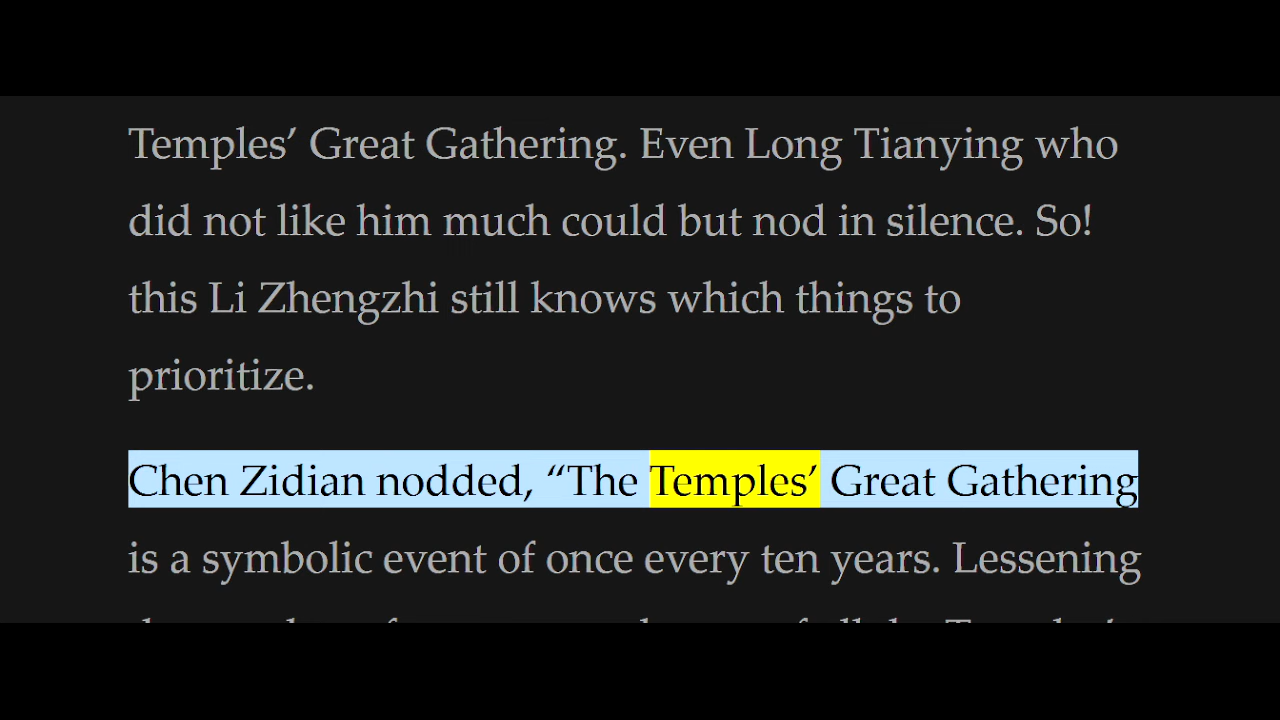 Temples’ Great Gathering. Even Long Tianying who
did not like him much could but nod in silence. So!
this Li Zhengzhi still knows which things to
prioritize.
Chen Zidian nodded, “The Temples’ Great Gathering
is a symbolic event of once every ten years. Lessening